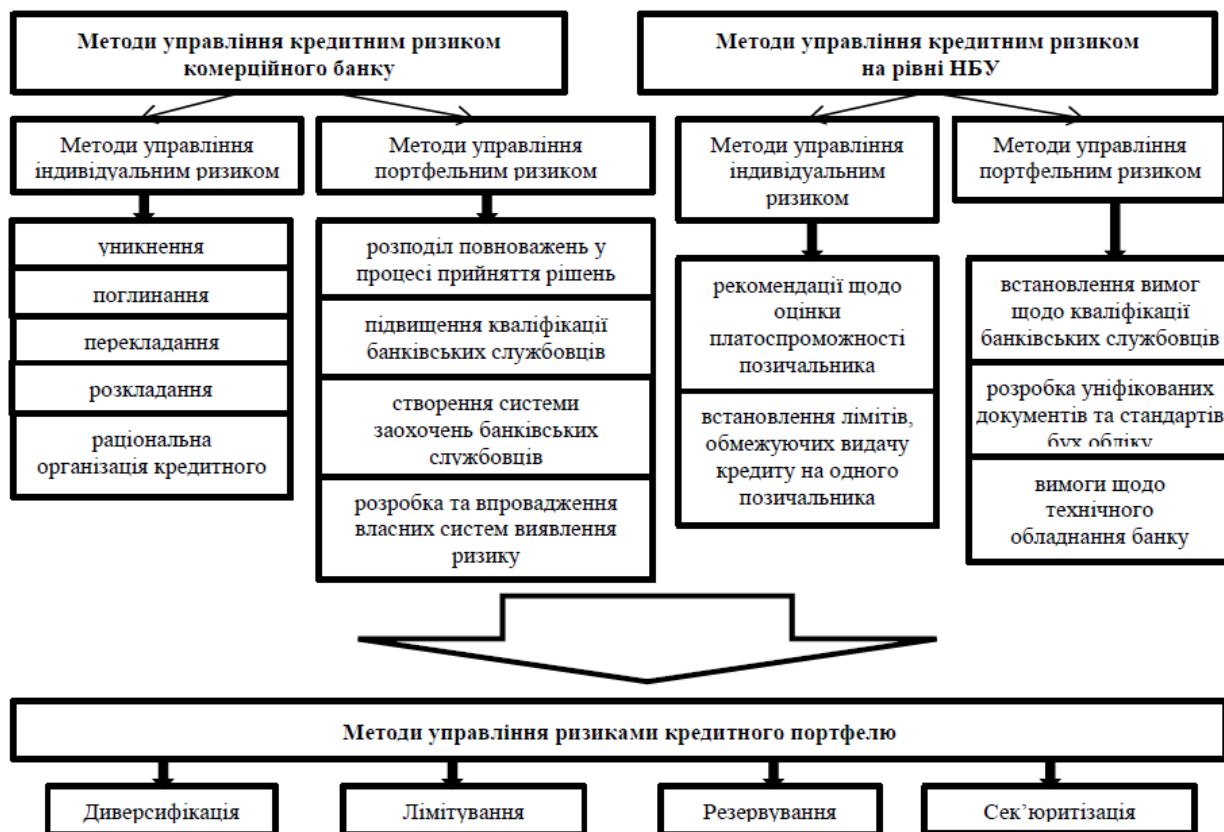 Методи управління кредитним ризиком
комерційного банку
Методи управління кредитним ризиком
на рівні НБУ
Методи управління
індивідуальним ризиком
Методи управління
портфельним ризиком
Методи управління
індивідуальним
ризиком
Методи управління
портфельним ризиком
уникнення
поглинання
перекладання
розкладання
раціональна
організація кредитного
розподіл повноважень у
процесі прийняття рішень
підвищення кваліфікації
банківських службовців
створення системи
заохочень банківських
службовців
розробка та впровадження
власних систем виявлення
ризику
рекомендації щодо
оцінки
платоспроможності
позичальника
встановлення лімітів,
обмежуючих видачу
кредиту на одного
позичальника
встановлення вимог
щодо кваліфікації
банківських службовців
розробка уніфікованих
документів та стандартів
бух обліку
вимоги щодо
технічного
обладнання банку
Методи управління ризиками кредитного портфелю
Диверсифікація
Лімітування
Резервування
Сек’юритізація